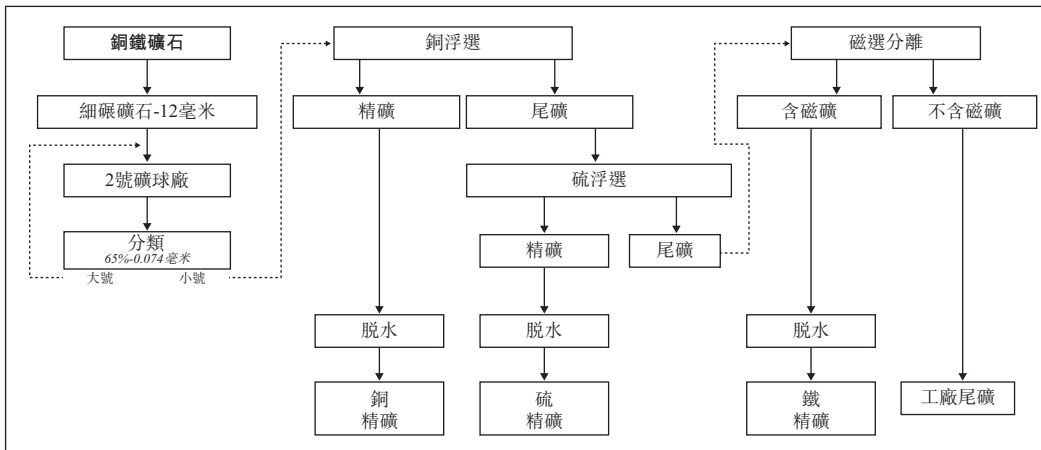 銅鐵礦石
銅浮選
磁選分離
細碾礦石-12毫米
精礦
尾礦
含磁礦
不含磁礦
2號礦球廠
硫浮選
分類
65%-0.074毫米
大號
小號
精礦
尾礦
脱水
脱水
脱水
銅
精礦
硫
精礦
鐵
精礦
工廠尾礦